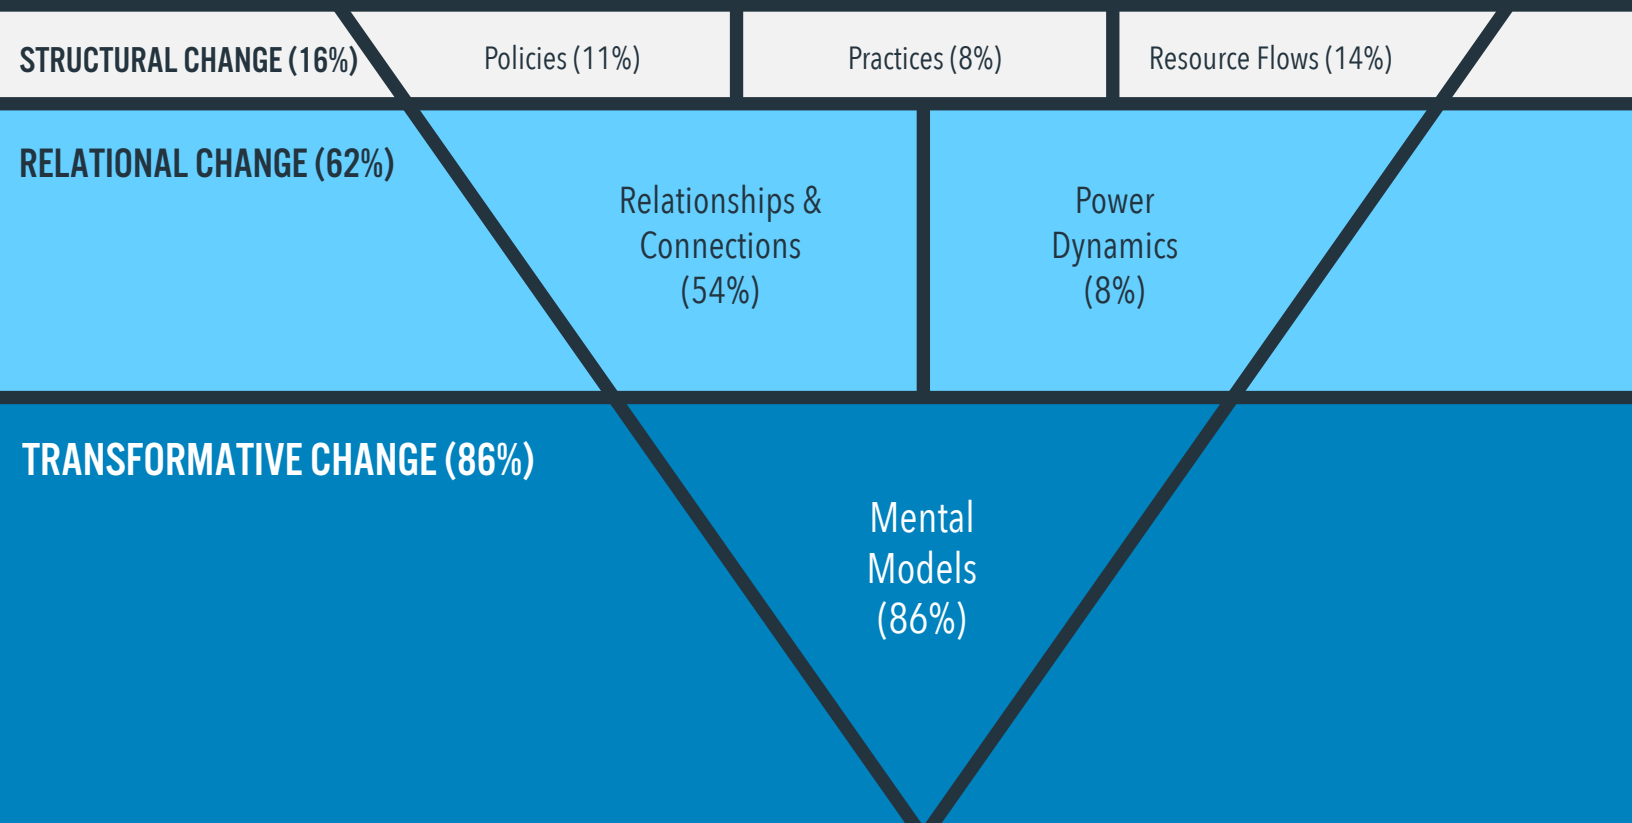 STRUCTURAL CHANGE (16%)
Policies (11%)
Practices (8%)
Resource Flows (14%)
RELATIONAL CHANGE (62%)
Relationships &
Connections
(54%)
Power
Dynamics
(8%)
TRANSFORMATIVE CHANGE (86%)
Mental
Models
(86%)